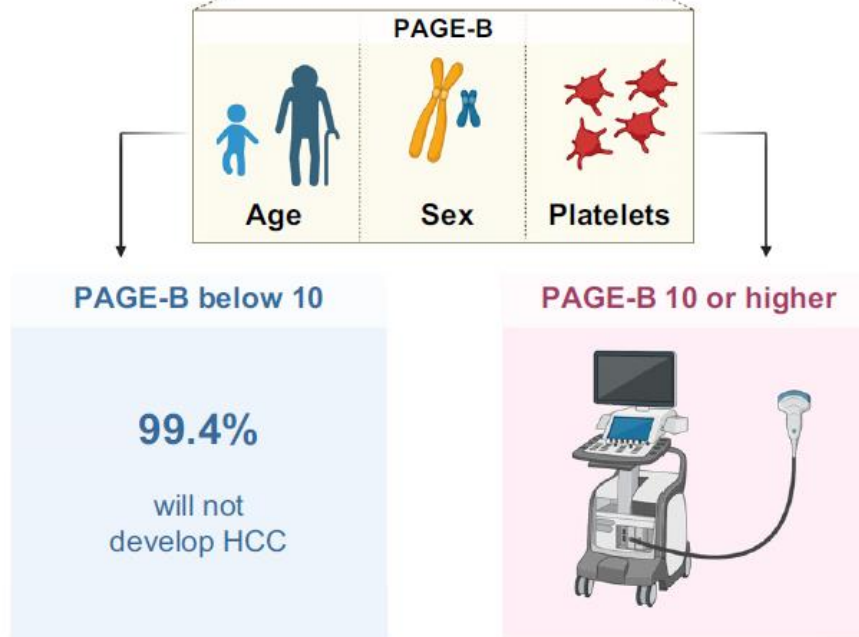 PAGE-B
Age
Sex
Platelets
PAGE-B below 10
99.4%
will not
develop HCC
PAGE-B 10 or higher